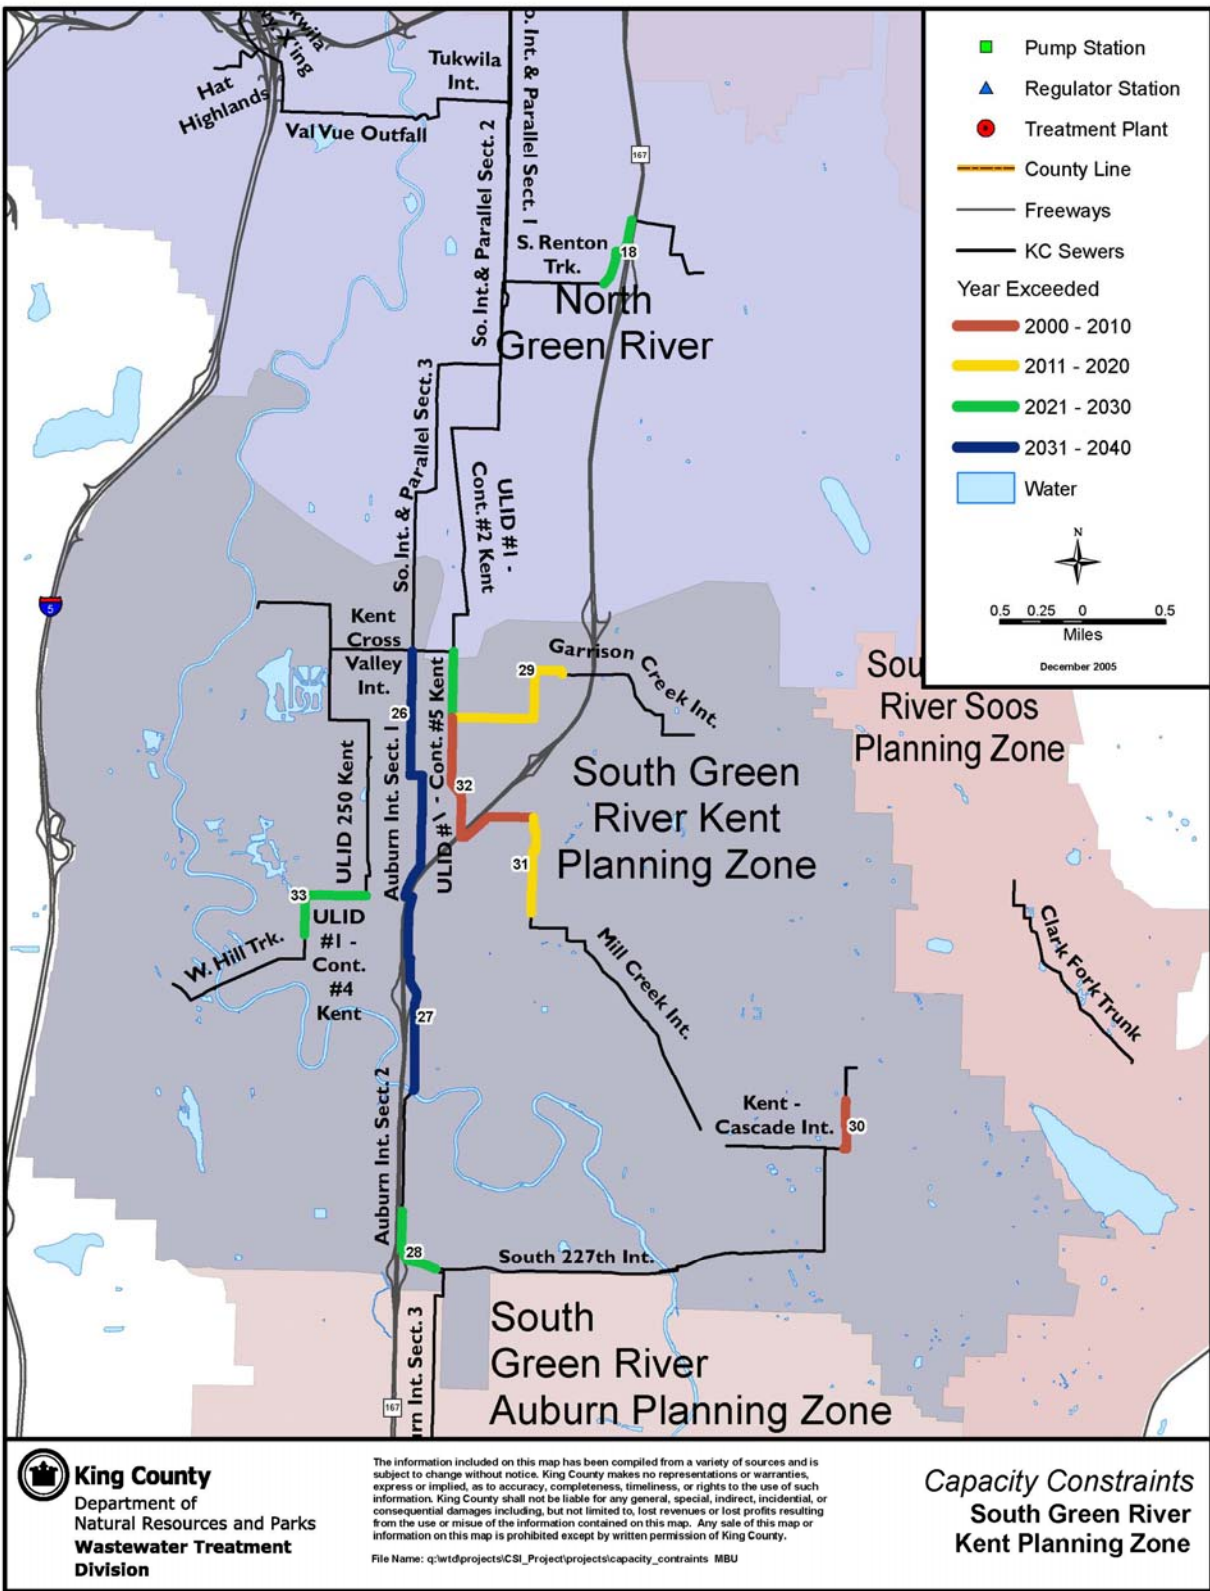 Tukwila
X'ing
Hat
Highlands
Val Vue Outfall
Tukwila
Int.
So. Int. & Parallel Sect. 2
o. Int. & Parallel Sect. 1
167
S. Renton
Trk.
18
North
Green River
So. Int. & Parallel Sect. 3
ULID #1 -
Cont. #2 Kent
5
Kent
Cross
Valley
Int.
Garrison Creek Int.
29
26
Auburn Int. Sect. 1
ULID #1 - Cont. #5 Kent
ULID 250 Kent
32
31
33
ULID
#1 -
Cont.
#4
Kent
W. Hill Trk.
South Green
River Kent
Planning Zone
Sou
River Soos
Planning Zone
Mill Creek Int.
Clark Fork Trunk
27
Auburn Int. Sect. 2
Kent -
Cascade Int.
30
28
South 227th Int.
rn Int. Sect. 3
167
South
Green River
Auburn Planning Zone
Pump Station
Regulator Station
Treatment Plant
County Line
Freeways
KC Sewers
Year Exceeded
2000 - 2010
2011 - 2020
2021 - 2030
2031 - 2040
Water
N
0.5 0.25 0 0.5
Miles
December 2005
King County
Department of
Natural Resources and Parks
Wastewater Treatment
Division
The information included on this map has been compiled from a variety of sources and is
subject to change without notice. King County makes no representations or warranties,
express or implied, as to accuracy, completeness, timeliness, or rights to the use of such
information. King County shall not be liable for any general, special, indirect, incidental, or
consequential damages including, but not limited to, lost revenues or lost profits resulting
from the use or misue of the information contained on this map. Any sale of this map or
information on this map is prohibited except by written permission of King County.
File Name: q:\wtd\projects\CSI_Project\projects\capacity_contraints MBU
Capacity Constraints
South Green River
Kent Planning Zone